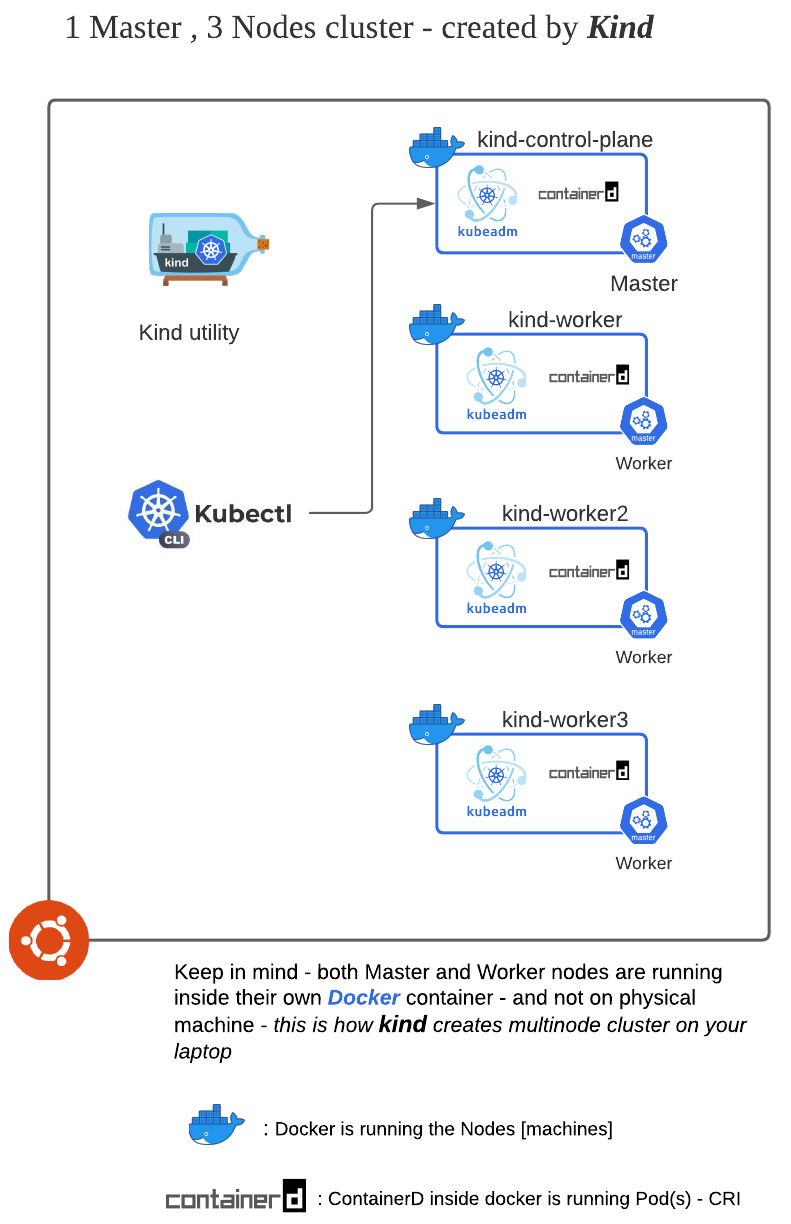 1 Master , 3 Nodes cluster - created by Kind
kind-control-plane
kubeadm
containerd
master
Master
kind
Kind utility
kind-worker
kubeadm
containerd
master
Worker
Kubectl
CLI
kind-worker2
kubeadm
containerd
master
Worker
kind-worker3
kubeadm
containerd
master
Worker
Keep in mind - both Master and Worker nodes are running
inside their own Docker container - and not on physical
machine - this is how kind creates multinode cluster on your
laptop
: Docker is running the Nodes [machines]
containerd : ContainerD inside docker is running Pod(s) - CRI